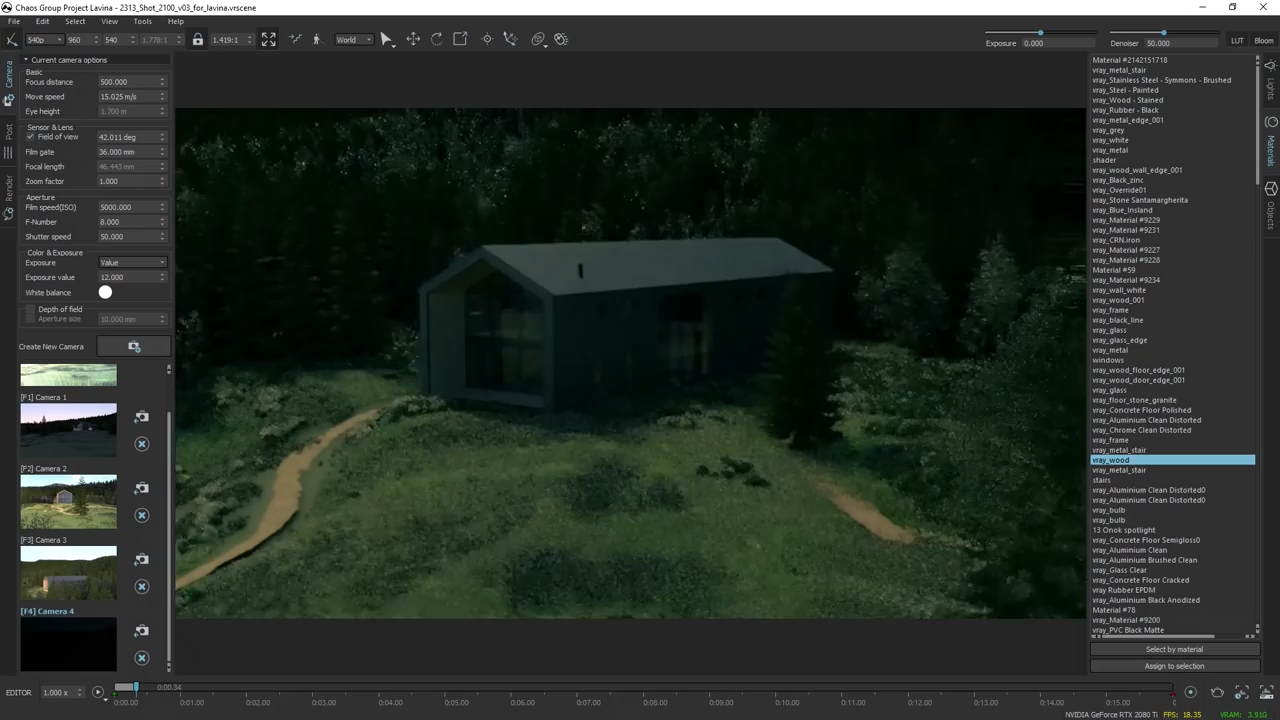 Chaos Group Project Lavina - 2313_Shot_2100_v03_for_lavina.vrscene
File Edit Select View Tools Help
540p 960 540 1.778:1 1.419:1 World
Exposure 0.000 Denoiser 50.000 LUT Bloom
Camera
Post
Render
Current camera options
Basic
Focus distance 500.000
Move speed 15.025 m/s
Eye height 1.700 m
Sensor & Lens
Field of view 42.011 deg
Film gate 36.000 mm
Focal length 46.443 mm
Zoom factor 1.000
Aperture
Film speed(ISO) 5000.000
F-Number 8.000
Shutter speed 50.000
Color & Exposure
Exposure Value
Exposure value 12.000
White balance
Depth of field
Aperture size 10.000 mm
Create New Camera
[F1] Camera 1
[F2] Camera 2
[F3] Camera 3
[F4] Camera 4
Material #2142151718
vray_metal_stair
vray_Stainless Steel - Symmons - Brushed
vray_Steel - Painted
vray_Wood - Stained
vray_Rubber - Black
vray_metal_edge_001
vray_grey
vray_white
vray_metal
shader
vray_wood_wall_edge_001
vray_Black_zinc
vray_Override01
vray_Stone Santamargherita
vray_Blue_Insland
vray_Material #9229
vray_Material #9231
vray_CRN.iron
vray_Material #9227
vray_Material #9228
Material #59
vray_Material #9234
vray_wall_white
vray_wood_001
vray_frame
vray_black_line
vray_glass
vray_glass_edge
vray_metal
windows
vray_wood_floor_edge_001
vray_wood_door_edge_001
vray_glass
vray_floor_stone_granite
vray_Concrete Floor Polished
vray_Aluminium Clean Distorted
vray_Chrome Clean Distorted
vray_frame
vray_metal_stair
vray_wood
vray_metal_stair
stairs
vray_Aluminium Clean Distorted0
vray_Aluminium Clean Distorted0
vray_bulb
vray_bulb
13 Onok spotlight
vray_Concrete Floor Semigloss0
vray_Aluminium Clean
vray_Aluminium Brushed Clean
vray_Glass Clear
vray_Concrete Floor Cracked
vray Rubber EPDM
vray_Aluminium Black Anodized
Material #78
vray_Material #9200
vray_PVC Black Matte
Select by material
Assign to selection
Lights
Materials
Objects
EDITOR 1.000 x 0:00.34
0:00.00 0:01.00 0:02.00 0:03.00 0:04.00 0:05.00 0:06.00 0:07.00 0:08.00 0:09.00 0:10.00 0:11.00 0:12.00 0:13.00 0:14.00 0:15.00
NVIDIA GeForce RTX 2080 Ti FPS: 18.35 VRAM: 3.91G